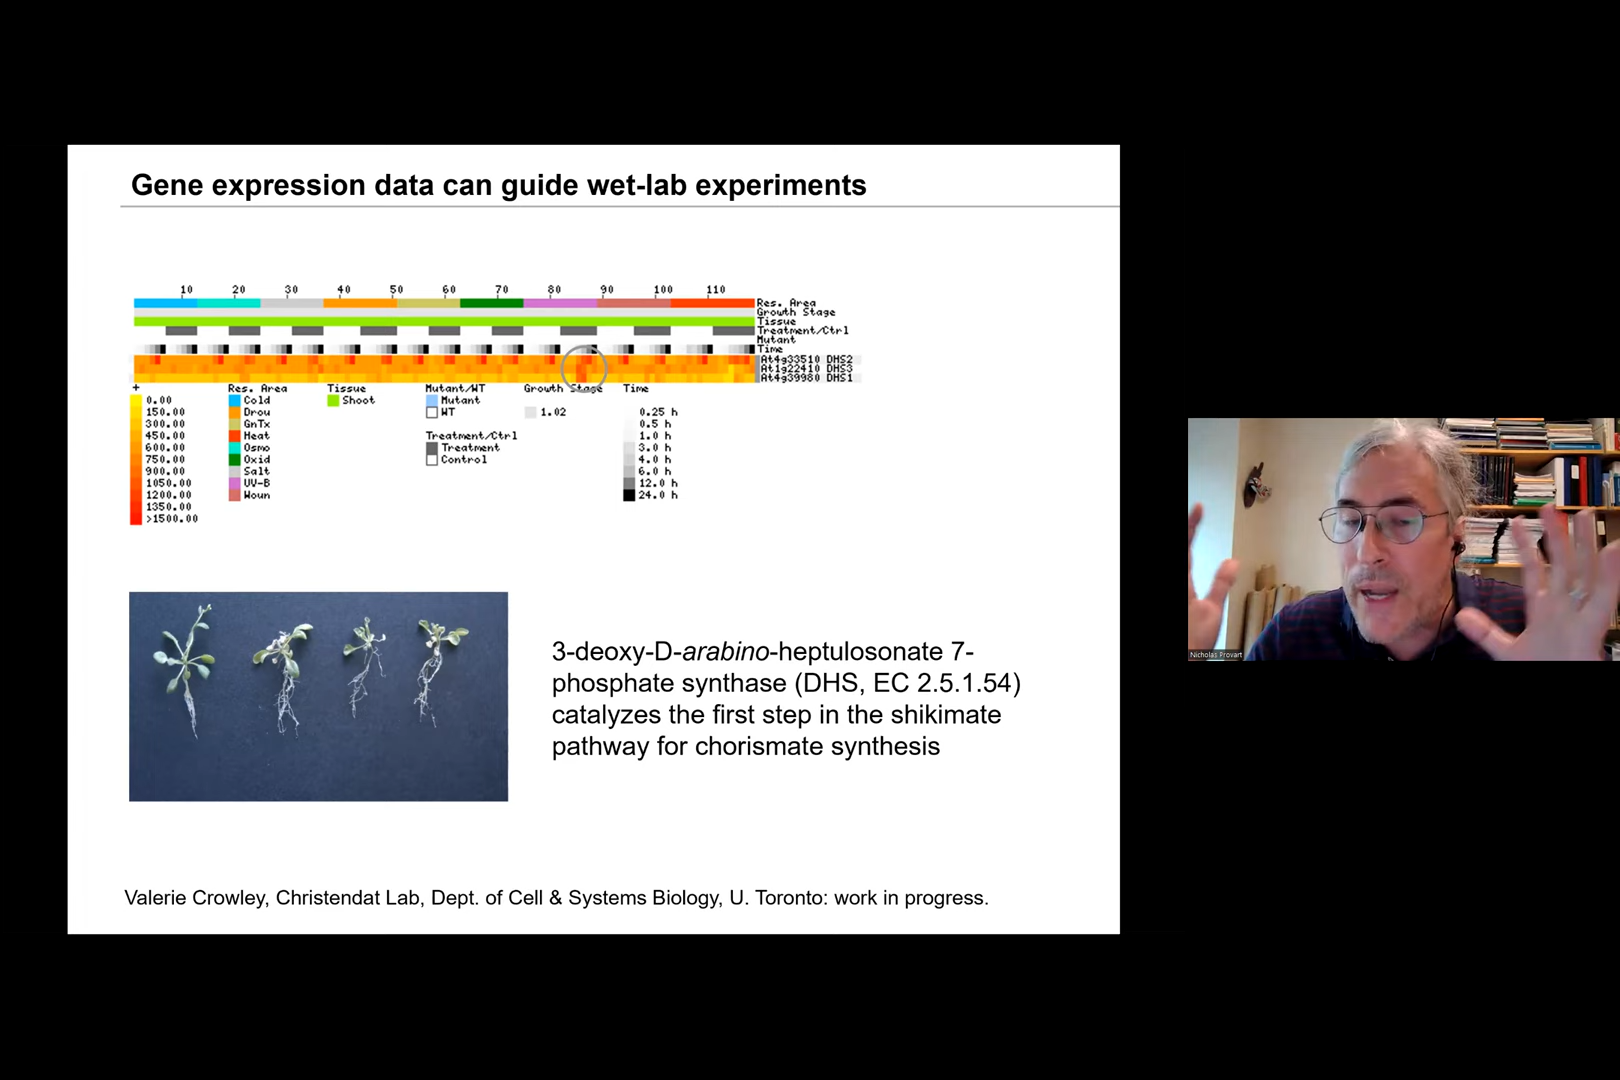 Gene expression data can guide wet-lab experiments
10 20 30 40 50 60 70 80 90 100 110
Res. Area
Growth Stage
Tissue
Treatment/Ctrl
Mutant
Time
At4g33510 DHS2
At1g22410 DHS3
At4g39980 DHS1
+
0.00
150.00
300.00
450.00
600.00
750.00
900.00
1050.00
1200.00
1350.00
>1500.00
Res. Area
Cold
Drou
GnTx
Heat
Osmo
Oxid
Salt
UV-B
Woun
Tissue
Shoot
Mutant/WT
Mutant
WT
Treatment/Ctrl
Treatment
Control
Growth Stage
1.02
Time
0.25 h
0.5 h
1.0 h
3.0 h
4.0 h
6.0 h
12.0 h
24.0 h
3-deoxy-D-arabino-heptulosonate 7-
phosphate synthase (DHS, EC 2.5.1.54)
catalyzes the first step in the shikimate
pathway for chorismate synthesis
Valerie Crowley, Christendat Lab, Dept. of Cell & Systems Biology, U. Toronto: work in progress.
Nicholas Provart